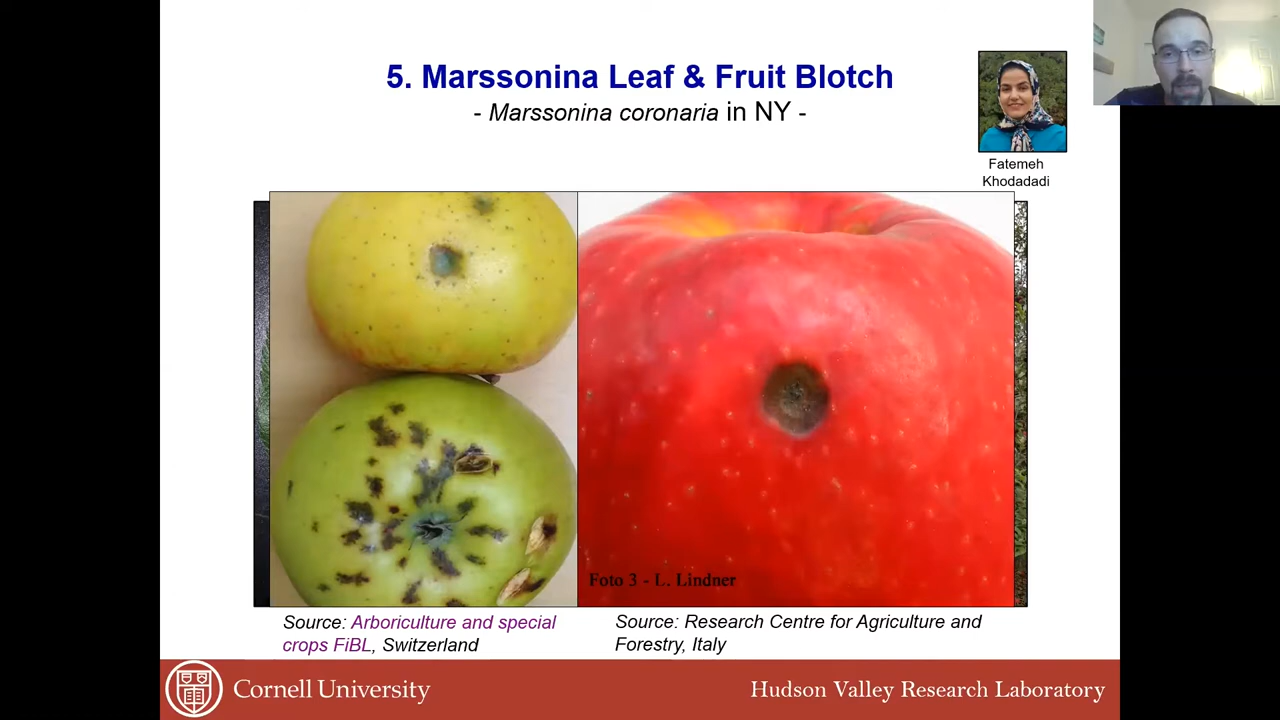 5. Marssonina Leaf & Fruit Blotch
- Marssonina coronaria in NY -
Fatemeh
Khodadadi
Foto 3 - L. Lindner
Source: Arboriculture and special
crops FiBL, Switzerland
Source: Research Centre for Agriculture and
Forestry, Italy
Cornell University
Hudson Valley Research Laboratory